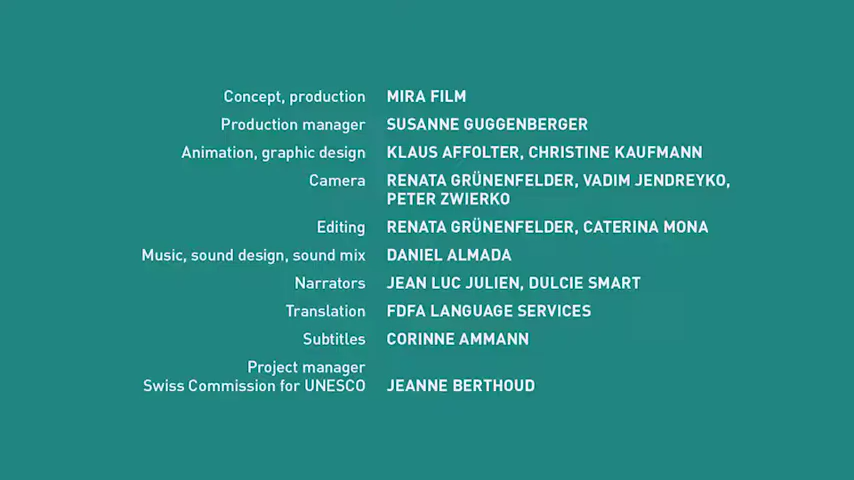 Concept, production MIRA FILM
Production manager SUSANNE GUGGENBERGER
Animation, graphic design KLAUS AFFOLTER, CHRISTINE KAUFMANN
Camera RENATA GRÜNENFELDER, VADIM JENDREYKO,
PETER ZWIERKO
Editing RENATA GRÜNENFELDER, CATERINA MONA
Music, sound design, sound mix DANIEL ALMADA
Narrators JEAN LUC JULIEN, DULCIE SMART
Translation FDFA LANGUAGE SERVICES
Subtitles CORINNE AMMANN
Project manager
Swiss Commission for UNESCO JEANNE BERTHOUD